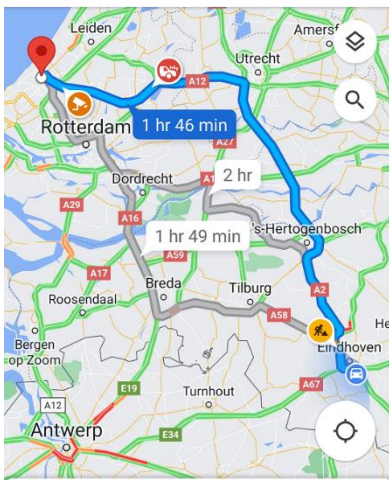 Leiden
Amersf
Utrecht
A12
1 hr 46 min
Rotterdam
A27
Dordrecht
A1
2 hr
A29
A16
's-Hertogenbosch
1 hr 49 min
A59
A17
A2
Breda
Tilburg
Roosendaal
A58
He
Bergen
op Zoom
Eindhoven
E19
A67
Turnhout
A12
Antwerp
E34